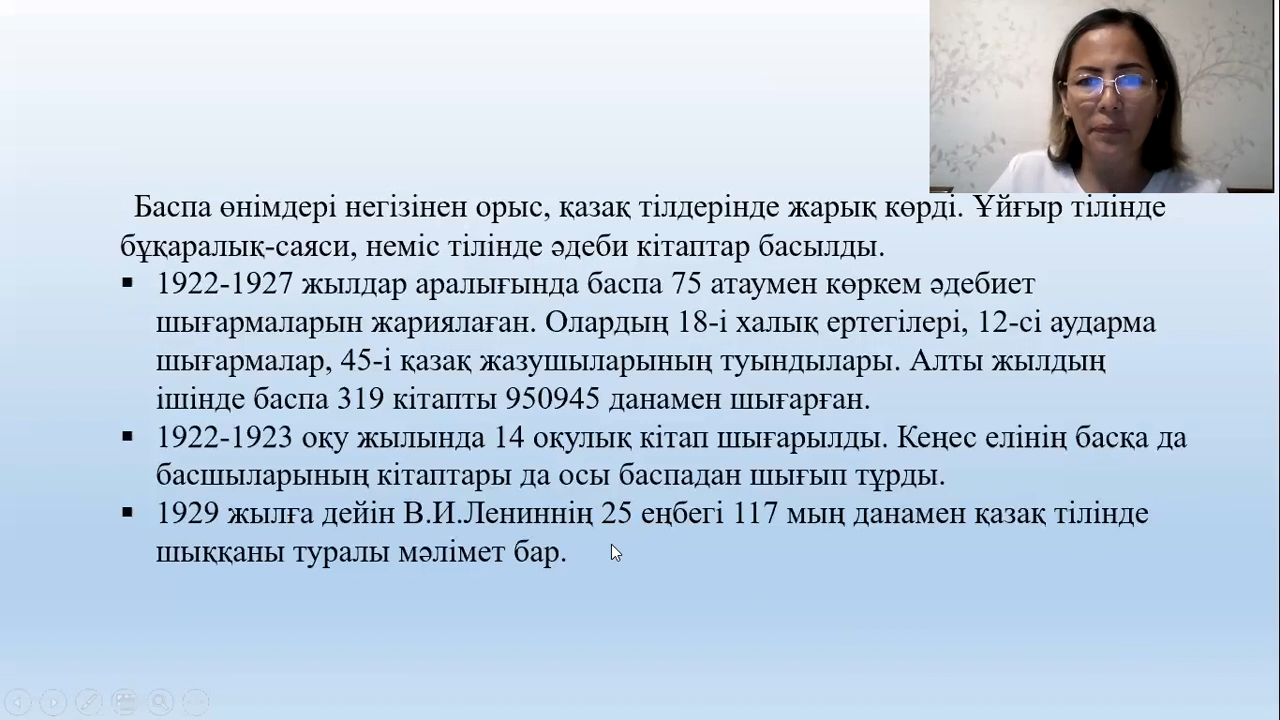 Баспа өнімдері негізінен орыс, қазақ тілдерінде жарық көрді. Ұйғыр тілінде
бұқаралық-саяси, неміс тілінде әдеби кітаптар басылды.
▪ 1922-1927 жылдар аралығында баспа 75 атаумен көркем әдебиет
шығармаларын жариялаған. Олардың 18-і халық ертегілері, 12-сі аударма
шығармалар, 45-і қазақ жазушыларының туындылары. Алты жылдың
ішінде баспа 319 кітапты 950945 данамен шығарған.
▪ 1922-1923 оқу жылында 14 оқулық кітап шығарылды. Кеңес елінің басқа да
басшыларының кітаптары да осы баспадан шығып тұрды.
▪ 1929 жылға дейін В.И.Лениннің 25 еңбегі 117 мың данамен қазақ тілінде
шыққаны туралы мәлімет бар.